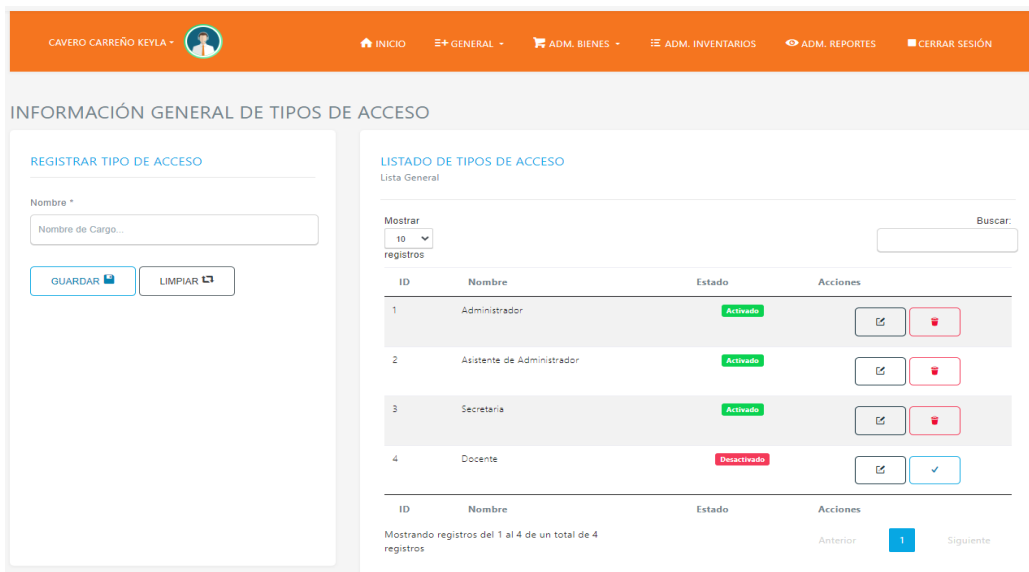 CAVERO CARREÑO KEYLA
INICIO
GENERAL
ADM. BIENES
ADM. INVENTARIOS
ADM. REPORTES
CERRAR SESIÓN
INFORMACIÓN GENERAL DE TIPOS DE ACCESO
REGISTRAR TIPO DE ACCESO
Nombre *
Nombre de Cargo...
GUARDAR
LIMPIAR
LISTADO DE TIPOS DE ACCESO
Lista General
Mostrar
10
registros
Buscar:
ID Nombre Estado Acciones
1 Administrador Activado
2 Asistente de Administrador Activado
3 Secretaria Activado
4 Docente Desactivado
ID Nombre Estado Acciones
Mostrando registros del 1 al 4 de un total de 4
registros
Anterior 1 Siguiente